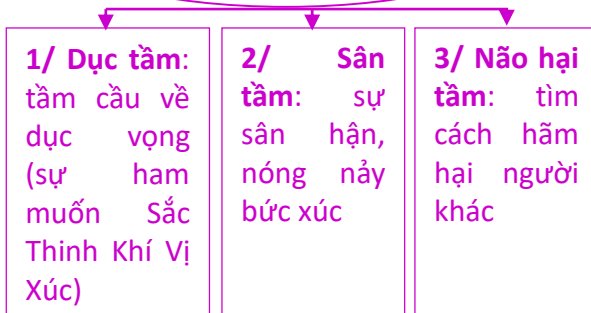 1/ Dục tầm:
tầm cầu về
dục vọng
(sự ham
muốn Sắc
Thinh Khí Vị
Xúc)
2/ Sân
tầm: sự
sân hận,
nóng nảy
bức xúc
3/ Não hại
tầm: tìm
cách hãm
hại người
khác